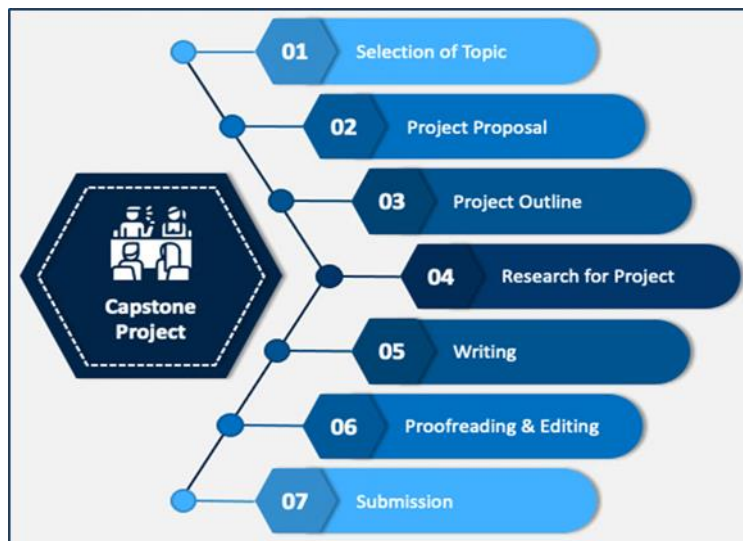 01 Selection of Topic
02 Project Proposal
03 Project Outline
Capstone
Project
04 Research for Project
05 Writing
06 Proofreading & Editing
07 Submission